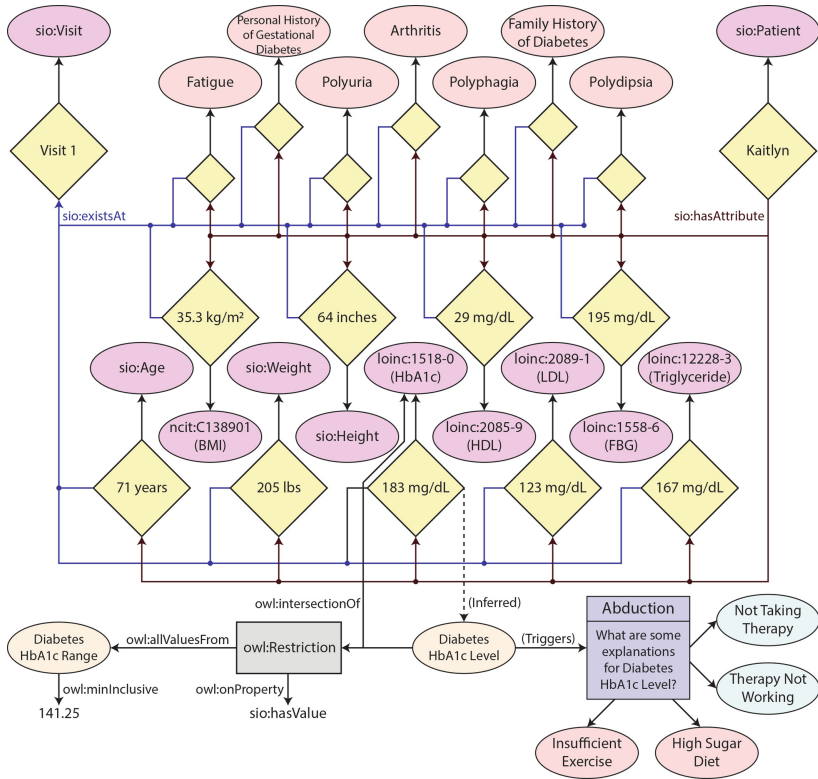 sio:Visit
Personal History
of Gestational
Diabetes
Arthritis
Family History
of Diabetes
sio:Patient
Fatigue
Polyuria
Polyphagia
Polydipsia
Visit 1
Kaitlyn
sio:existsAt
sio:hasAttribute
35.3 kg/m²
64 inches
29 mg/dL
195 mg/dL
sio:Age
sio:Weight
loinc:1518-0
(HbA1c)
loinc:2089-1
(LDL)
loinc:12228-3
(Triglyceride)
ncit:C138901
(BMI)
sio:Height
loinc:2085-9
(HDL)
loinc:1558-6
(FBG)
71 years
205 lbs
183 mg/dL
123 mg/dL
167 mg/dL
owl:intersectionOf
(Inferred)
Diabetes
HbA1c Range
owl:allValuesFrom
owl:Restriction
Diabetes
HbA1c Level
(Triggers)
Abduction
What are some
explanations
for Diabetes
HbA1c Level?
Not Taking
Therapy
Therapy Not
Working
owl:minInclusive
owl:onProperty
141.25
sio:hasValue
Insufficient
Exercise
High Sugar
Diet